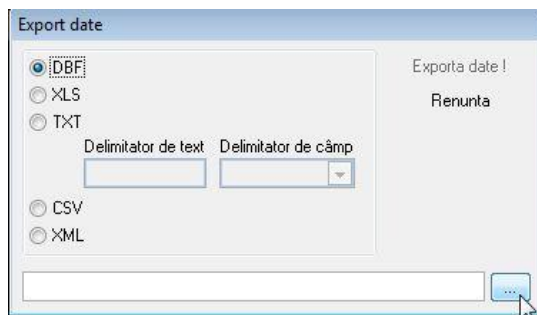 Export date
DBF
XLS
TXT
Delimitator de text Delimitator de câmp
CSV
XML
Exporta date !
Renunta
...